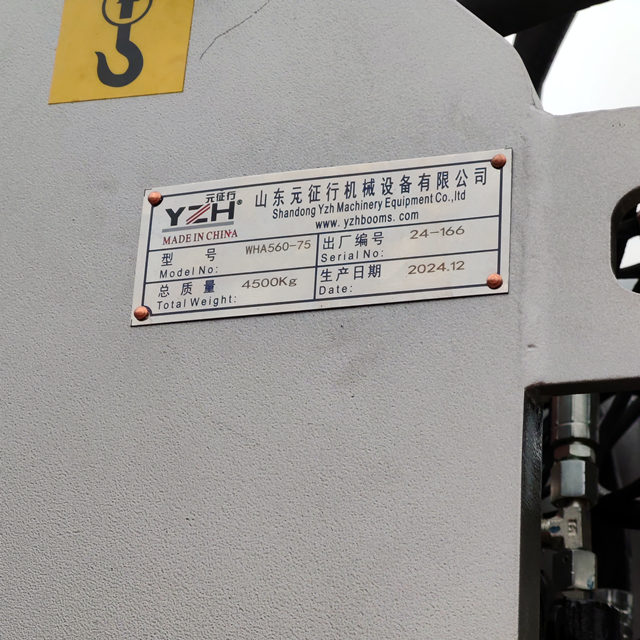 元征行
YZH®
MADE IN CHINA
山东元征行机械设备有限公司
Shandong Yzh Machinery Equipment Co.,ltd
www.yzhbooms.com
型 号
Model No: WHA560-75
出厂编号
Serial No: 24-166
总质量
Total Weight: 4500Kg
生产日期
Date: 2024.12